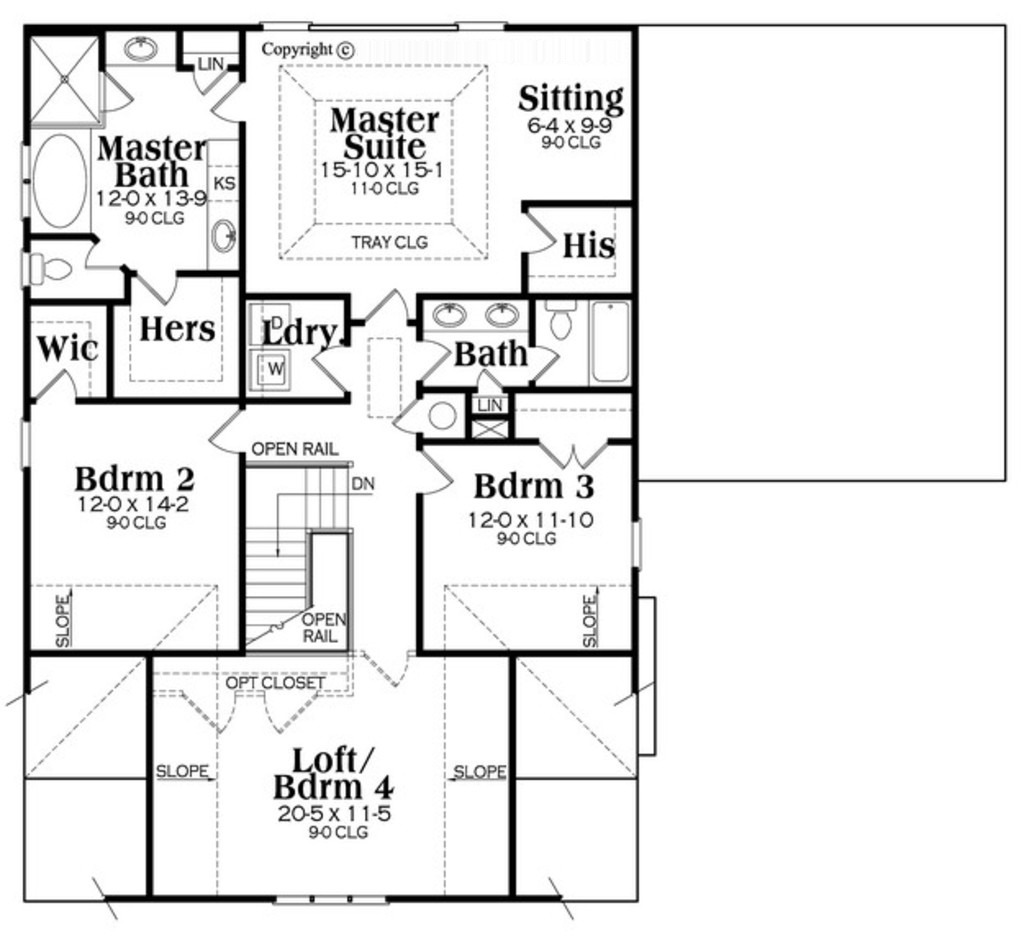 Copyright ©
LIN
Master
Bath
12-0 x 13-9
9-0 CLG
KS
Master
Suite
15-10 x 15-1
11-0 CLG
TRAY CLG
Sitting
6-4 x 9-9
9-0 CLG
His
Wic
Hers
D
Ldry.
W
Bath
LIN
OPEN RAIL
DN
Bdrm 2
12-0 x 14-2
9-0 CLG
Bdrm 3
12-0 x 11-10
9-0 CLG
SLOPE
OPEN
RAIL
SLOPE
OPT CLOSET
SLOPE
SLOPE
Loft/
Bdrm 4
20-5 x 11-5
9-0 CLG